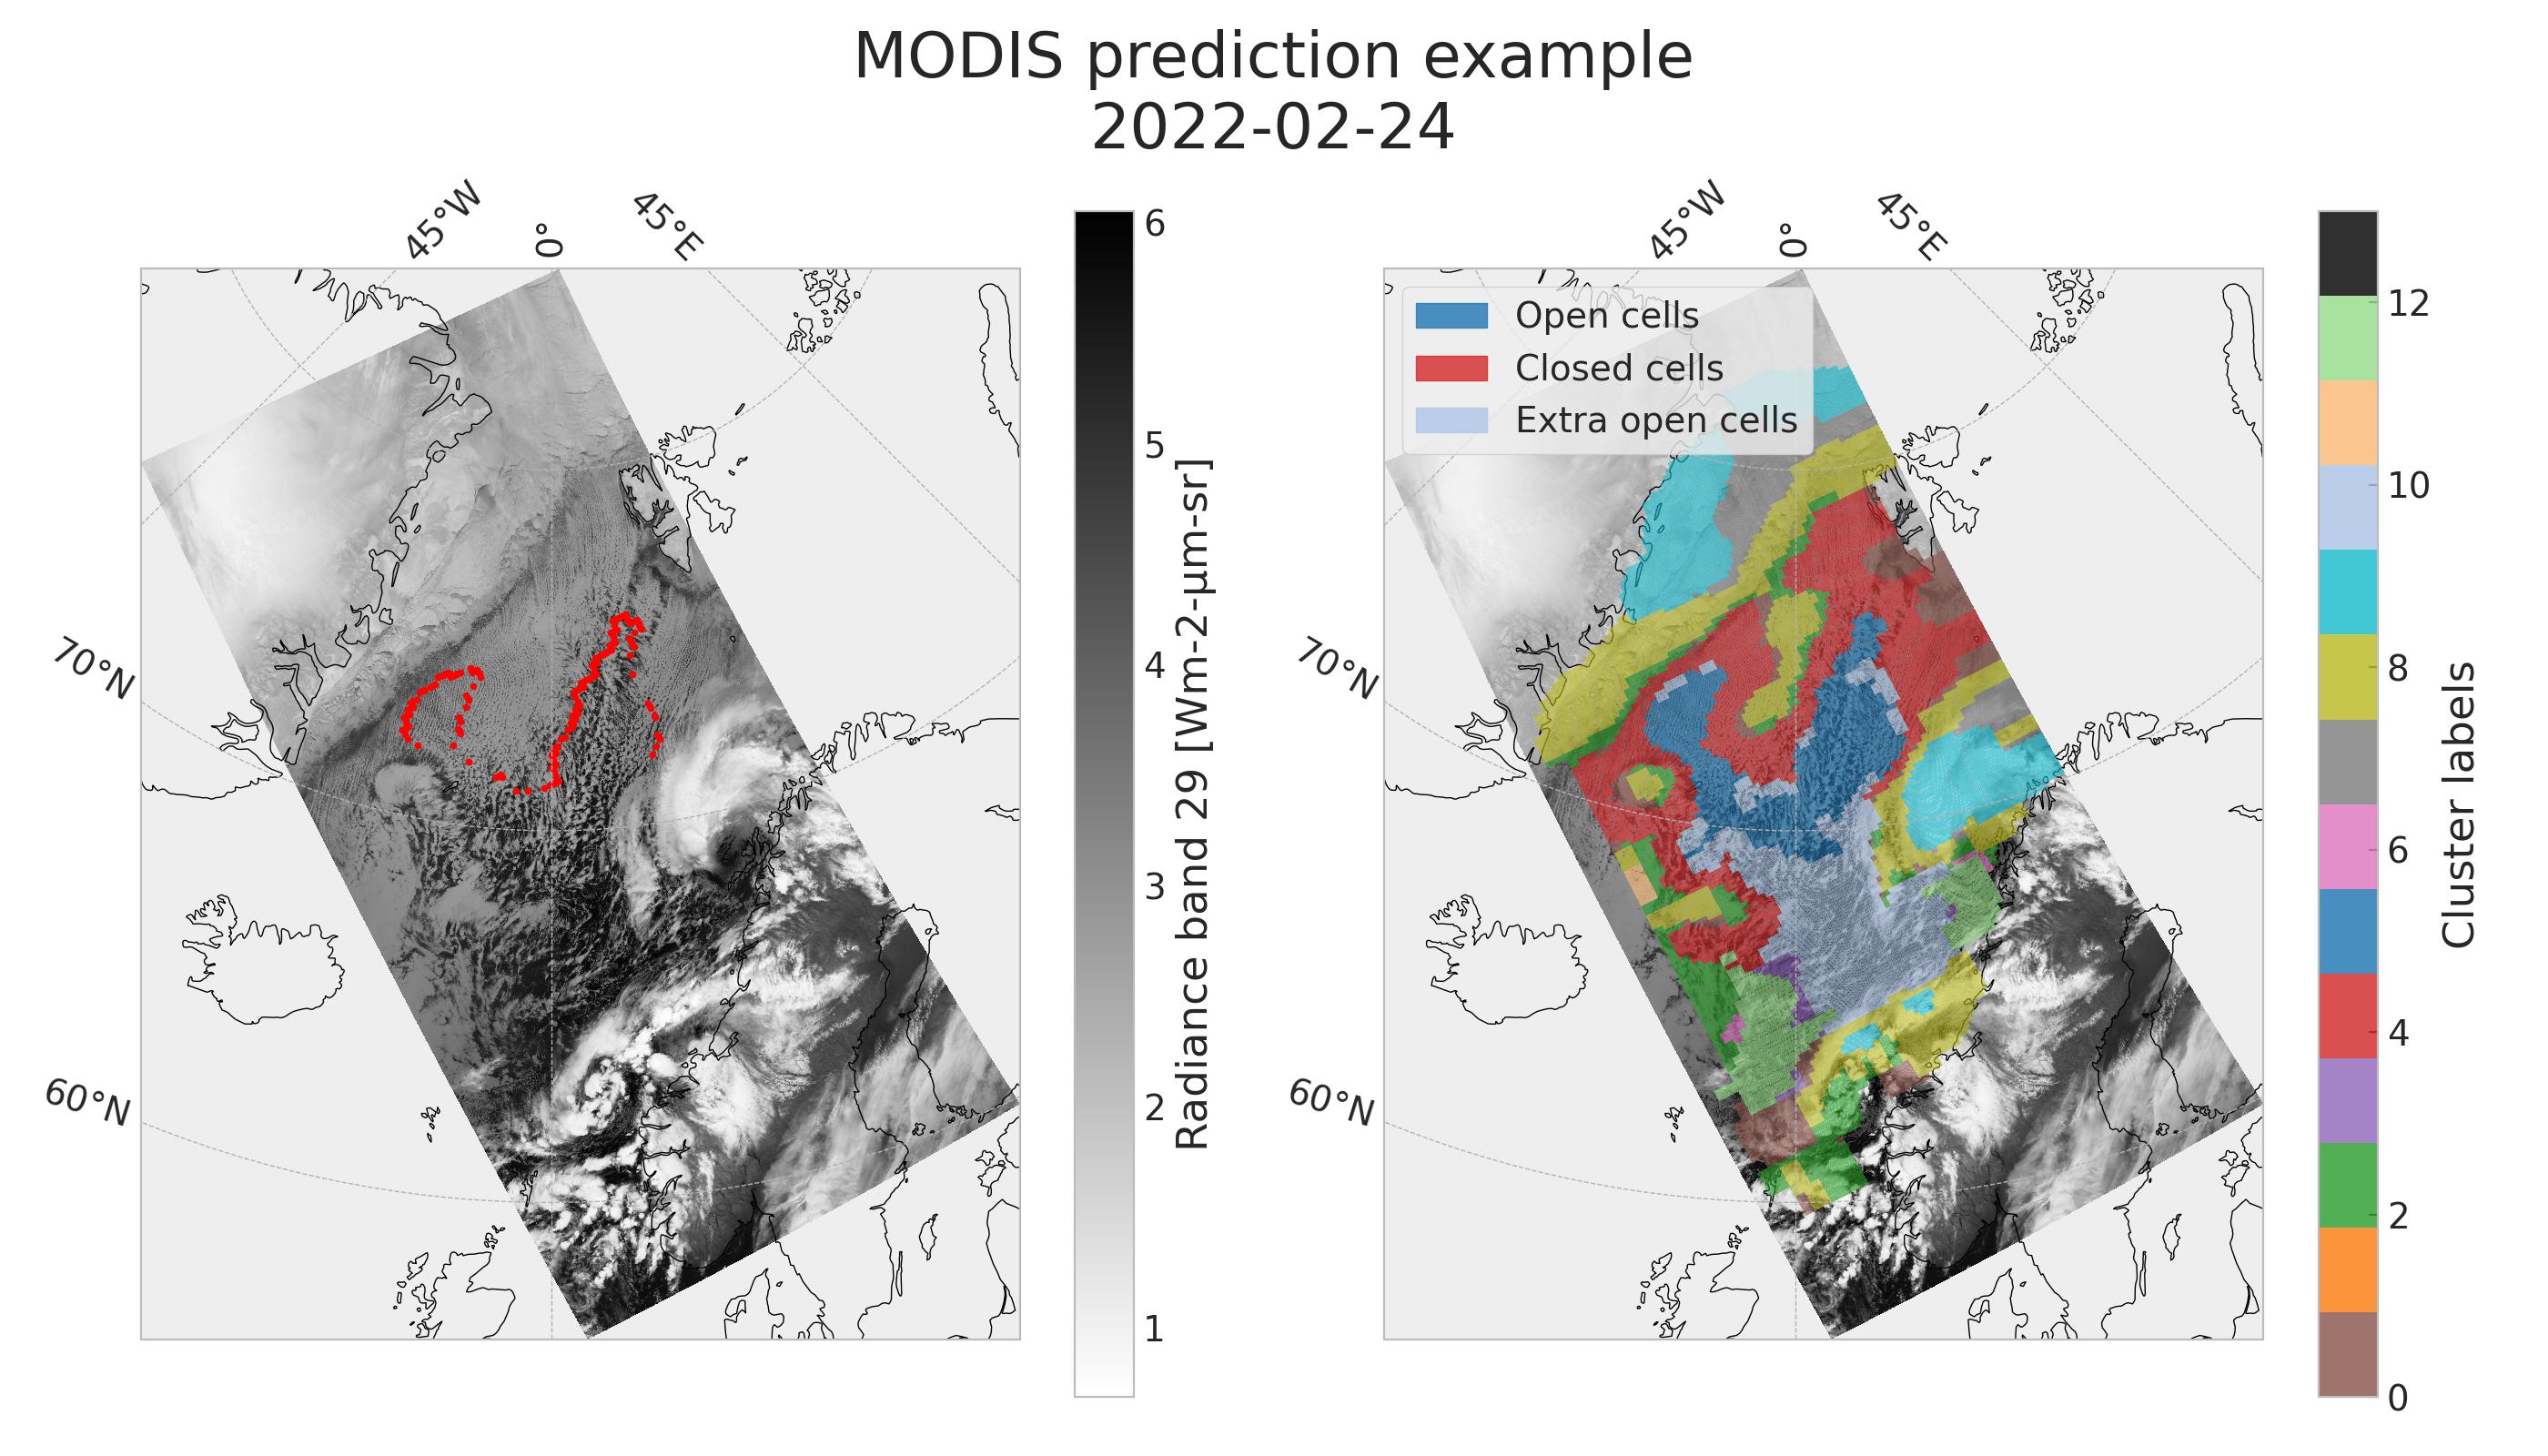 MODIS prediction example
2022-02-24
45°W
0°
45°E
70°N
60°N
6
5
4
3
2
1
Radiance band 29 [Wm-2-μm-sr]
45°W
0°
45°E
70°N
60°N
Open cells
Closed cells
Extra open cells
12
10
8
6
4
2
0
Cluster labels